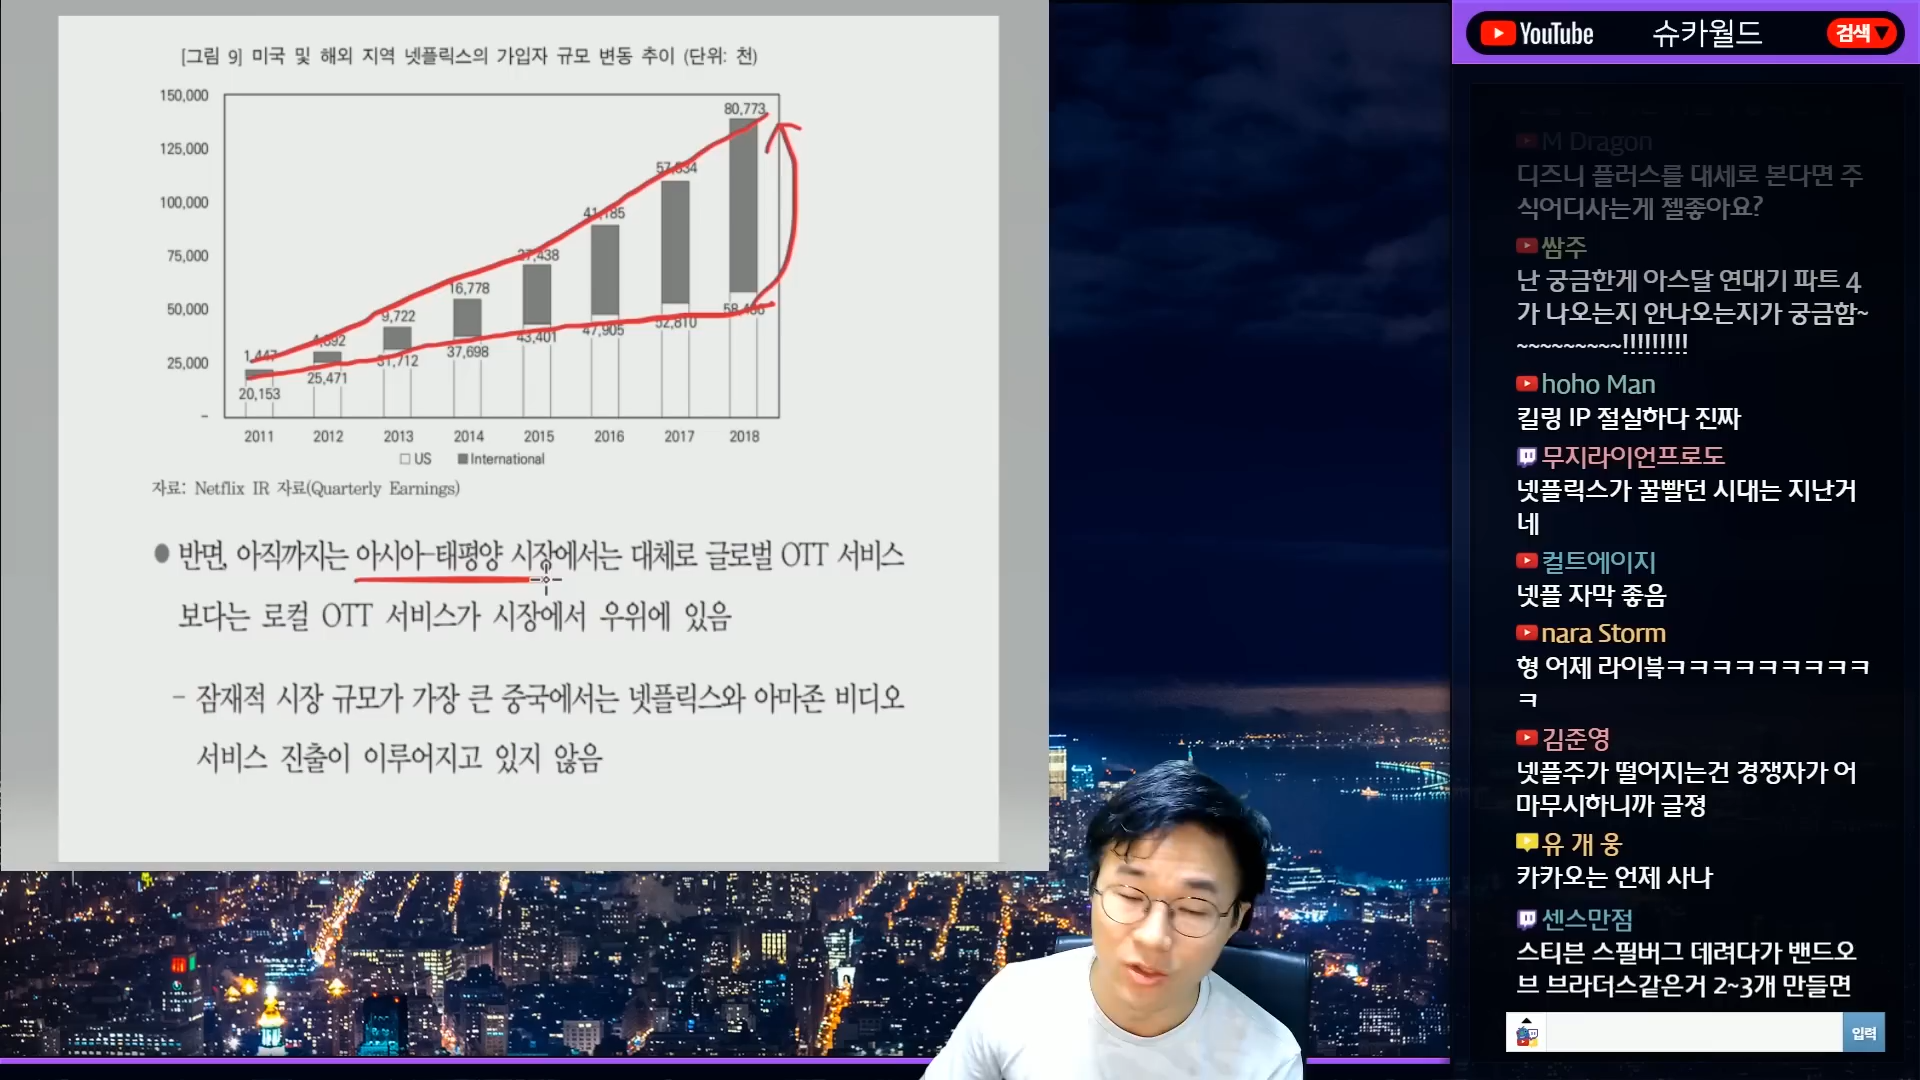 [그림 9] 미국 및 해외 지역 넷플릭스의 가입자 규모 변동 추이 (단위: 천)
150,000
125,000
100,000
75,000
50,000
25,000
–
80,773
57,834
41,185
27,438
16,778
9,722
4,892
1,447
20,153
25,471
31,712
37,698
43,401
47,905
52,810
58,486
2011 2012 2013 2014 2015 2016 2017 2018
US International
자료: Netflix IR 자료(Quarterly Earnings)
● 반면, 아직까지는 아시아-태평양 시장에서는 대체로 글로벌 OTT 서비스
보다는 로컬 OTT 서비스가 시장에서 우위에 있음
– 잠재적 시장 규모가 가장 큰 중국에서는 넷플릭스와 아마존 비디오
서비스 진출이 이루어지고 있지 않음
YouTube 슈카월드 검색▼
M Dragon
디즈니 플러스를 대세로 본다면 주
식어디사는게 젤좋아요?
쌈주
난 궁금한게 아스달 연대기 파트 4
가 나오는지 안나오는지가 궁금함~
~~~~~~~~~!!!!!!!!!
hoho Man
킬링 IP 절실하다 진짜
무지라이언프로도
넷플릭스가 꿀빨던 시대는 지난거
네
컬트에이지
넷플 자막 좋음
nara Storm
형 어제 라이븤ㅋㅋㅋㅋㅋㅋㅋㅋㅋ
ㅋ
김준영
넷플주가 떨어지는건 경쟁자가 어
마무시하니까 글졍
유 개 웅
카카오는 언제 사나
센스만점
스티븐 스필버그 데려다가 밴드오
브 브라더스같은거 2~3개 만들면
입력